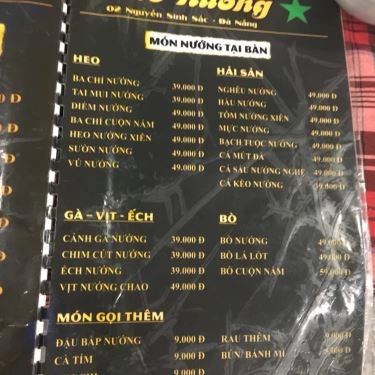 Nướng
02 Nguyễn Sinh Sắc - Đà Nẵng
MÓN NƯỚNG TẠI BÀN
HEO
BA CHỈ NƯỚNG 39.000 Đ
TAI MUI NƯỚNG 39.000 Đ
DIỀM NƯỚNG 49.000 Đ
BA CHỈ CUỘN NẤM 49.000 Đ
HEO NƯỚNG XIÊN 49.000 Đ
SƯỜN NƯỚNG 49.000 Đ
VÚ NƯỚNG 49.000 Đ
HẢI SẢN
NGHÊU NƯỚNG 49.000 Đ
HÀU NƯỚNG 49.000 Đ
TÔM NƯỚNG XIÊN 49.000 Đ
MỰC NƯỚNG 49.000 Đ
BẠCH TUỘC NƯỚNG 49.000 Đ
CÁ MÚT ĐÁ 49.000 Đ
CÁ SẤU NƯỚNG NGHỆ 49.000 Đ
CÁ KÈO NƯỚNG 49.000 Đ
GÀ - VỊT - ẾCH
CÁNH GÀ NƯỚNG 39.000 Đ
CHIM CÚT NƯỚNG 39.000 Đ
ẾCH NƯỚNG 39.000 Đ
VỊT NƯỚNG CHAO 49.000 Đ
BÒ
BÒ NƯỚNG 49.000 Đ
BÒ LÁ LỐT 49.000 Đ
BÒ CUỘN NẤM 59.000 Đ
MÓN GỌI THÊM
ĐẬU BẮP NƯỚNG 9.000 Đ
CÀ TÍM 9.000 Đ
9.000 Đ
RAU THÊM 9.000 Đ
BÚN/ BÁNH MÌ